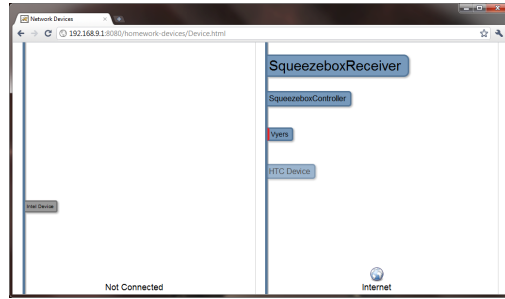 Network Devices
192.168.9.1:8080/homework-devices/Device.html
SqueezeboxReceiver
SqueezeboxController
Vyers
HTC Device
Intel Device
Not Connected
Internet